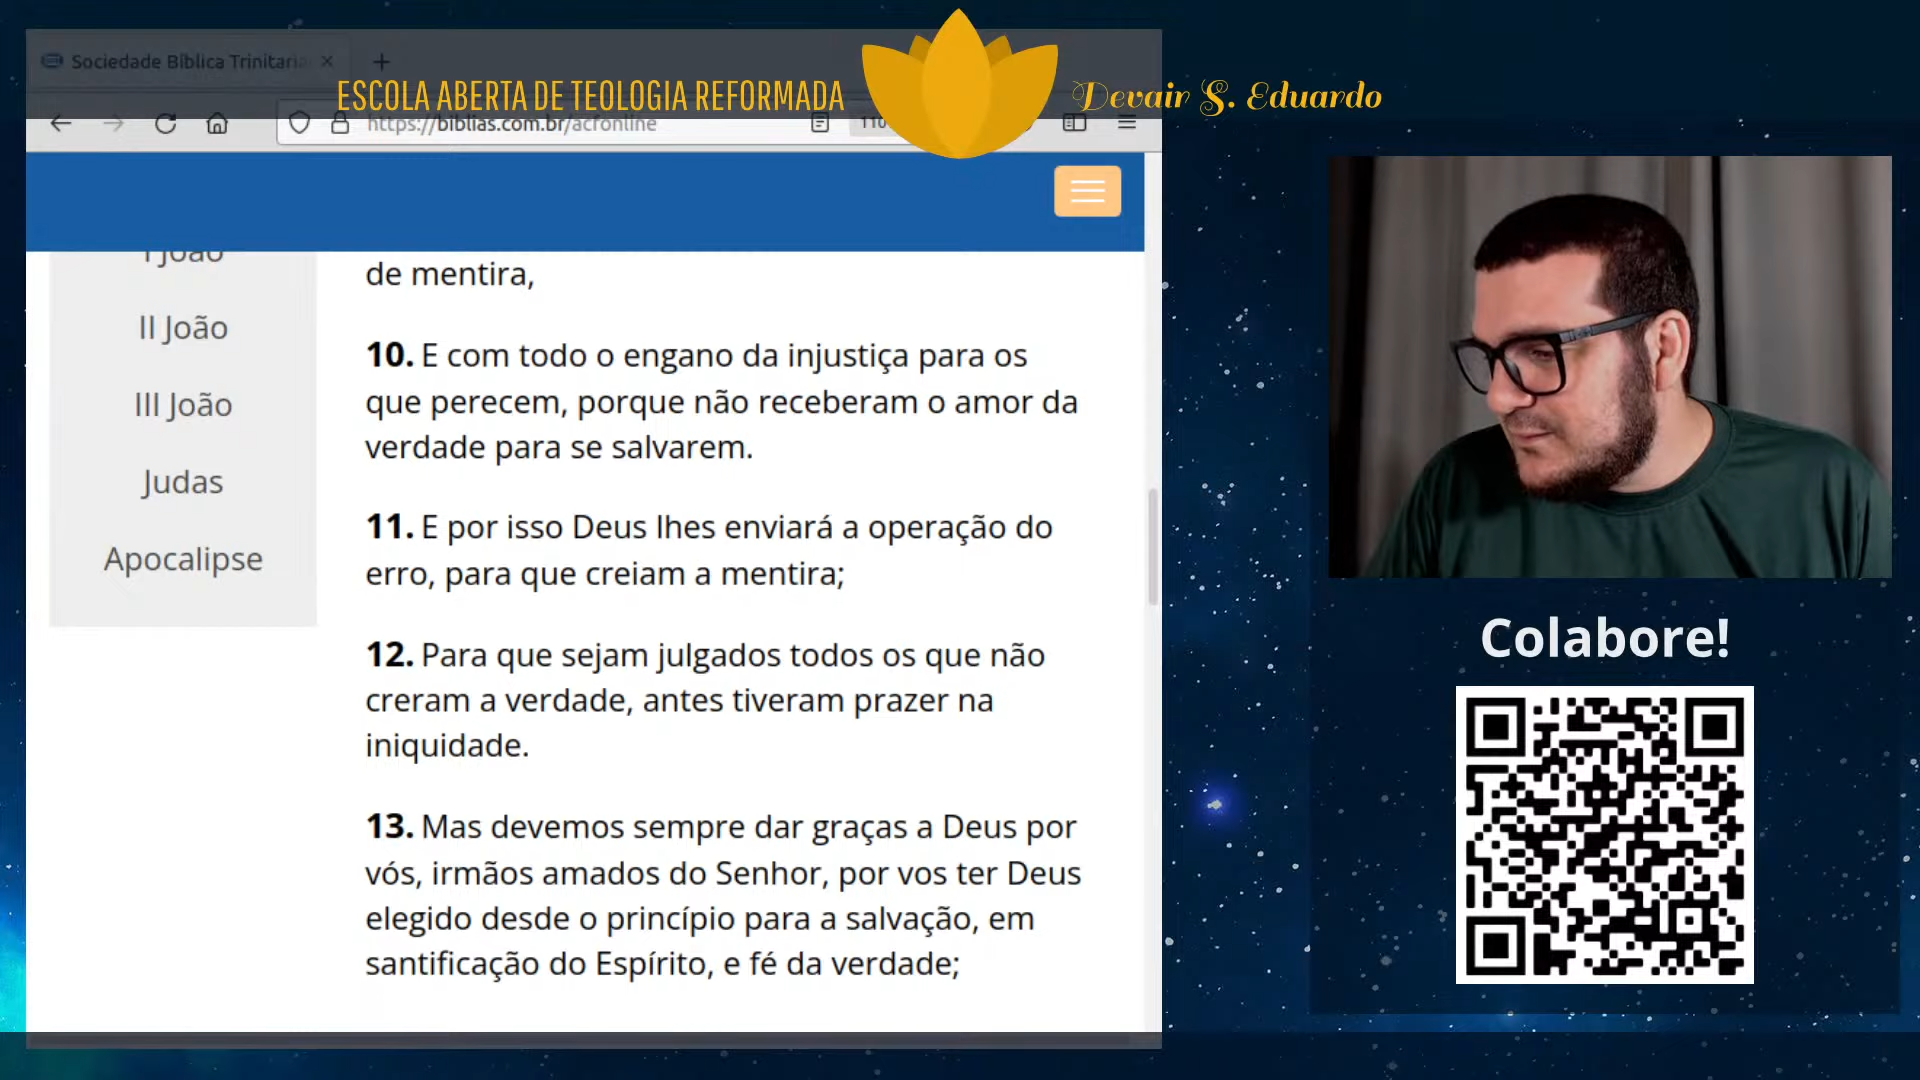 Sociedade Bíblica Trinitaria
ESCOLA ABERTA DE TEOLOGIA REFORMADA
Devair S. Eduardo
https://biblias.com.br/acfonline
110
I João
II João
III João
Judas
Apocalipse
de mentira,
10. E com todo o engano da injustiça para os
que perecem, porque não receberam o amor da
verdade para se salvarem.
11. E por isso Deus lhes enviará a operação do
erro, para que creiam a mentira;
12. Para que sejam julgados todos os que não
creram a verdade, antes tiveram prazer na
iniquidade.
13. Mas devemos sempre dar graças a Deus por
vós, irmãos amados do Senhor, por vos ter Deus
elegido desde o princípio para a salvação, em
santificação do Espírito, e fé da verdade;
Colabore!